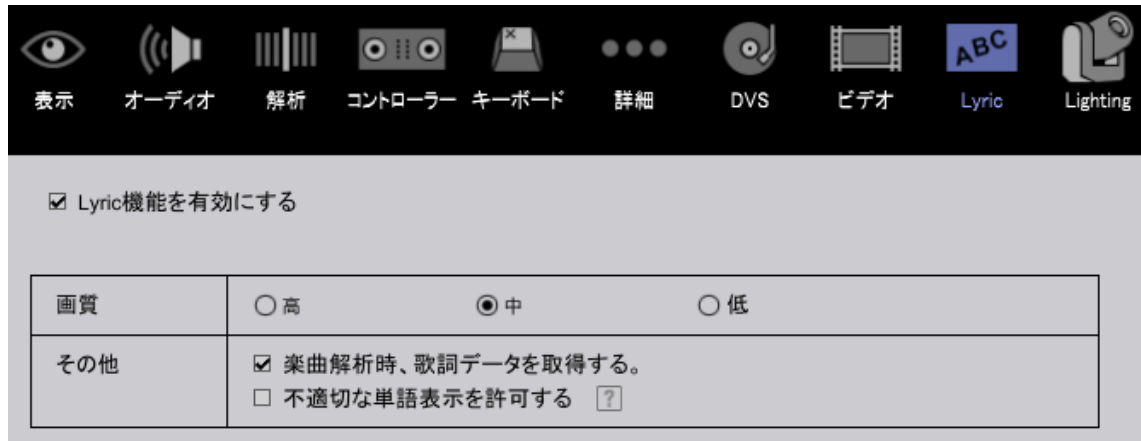 表示 オーディオ 解析 コントローラー キーボード 詳細 DVS ビデオ ABC Lyric Lighting
☑ Lyric機能を有効にする
画質 ○高 ◉中 ○低
その他 ☑ 楽曲解析時、歌詞データを取得する。
☐ 不適切な単語表示を許可する ?